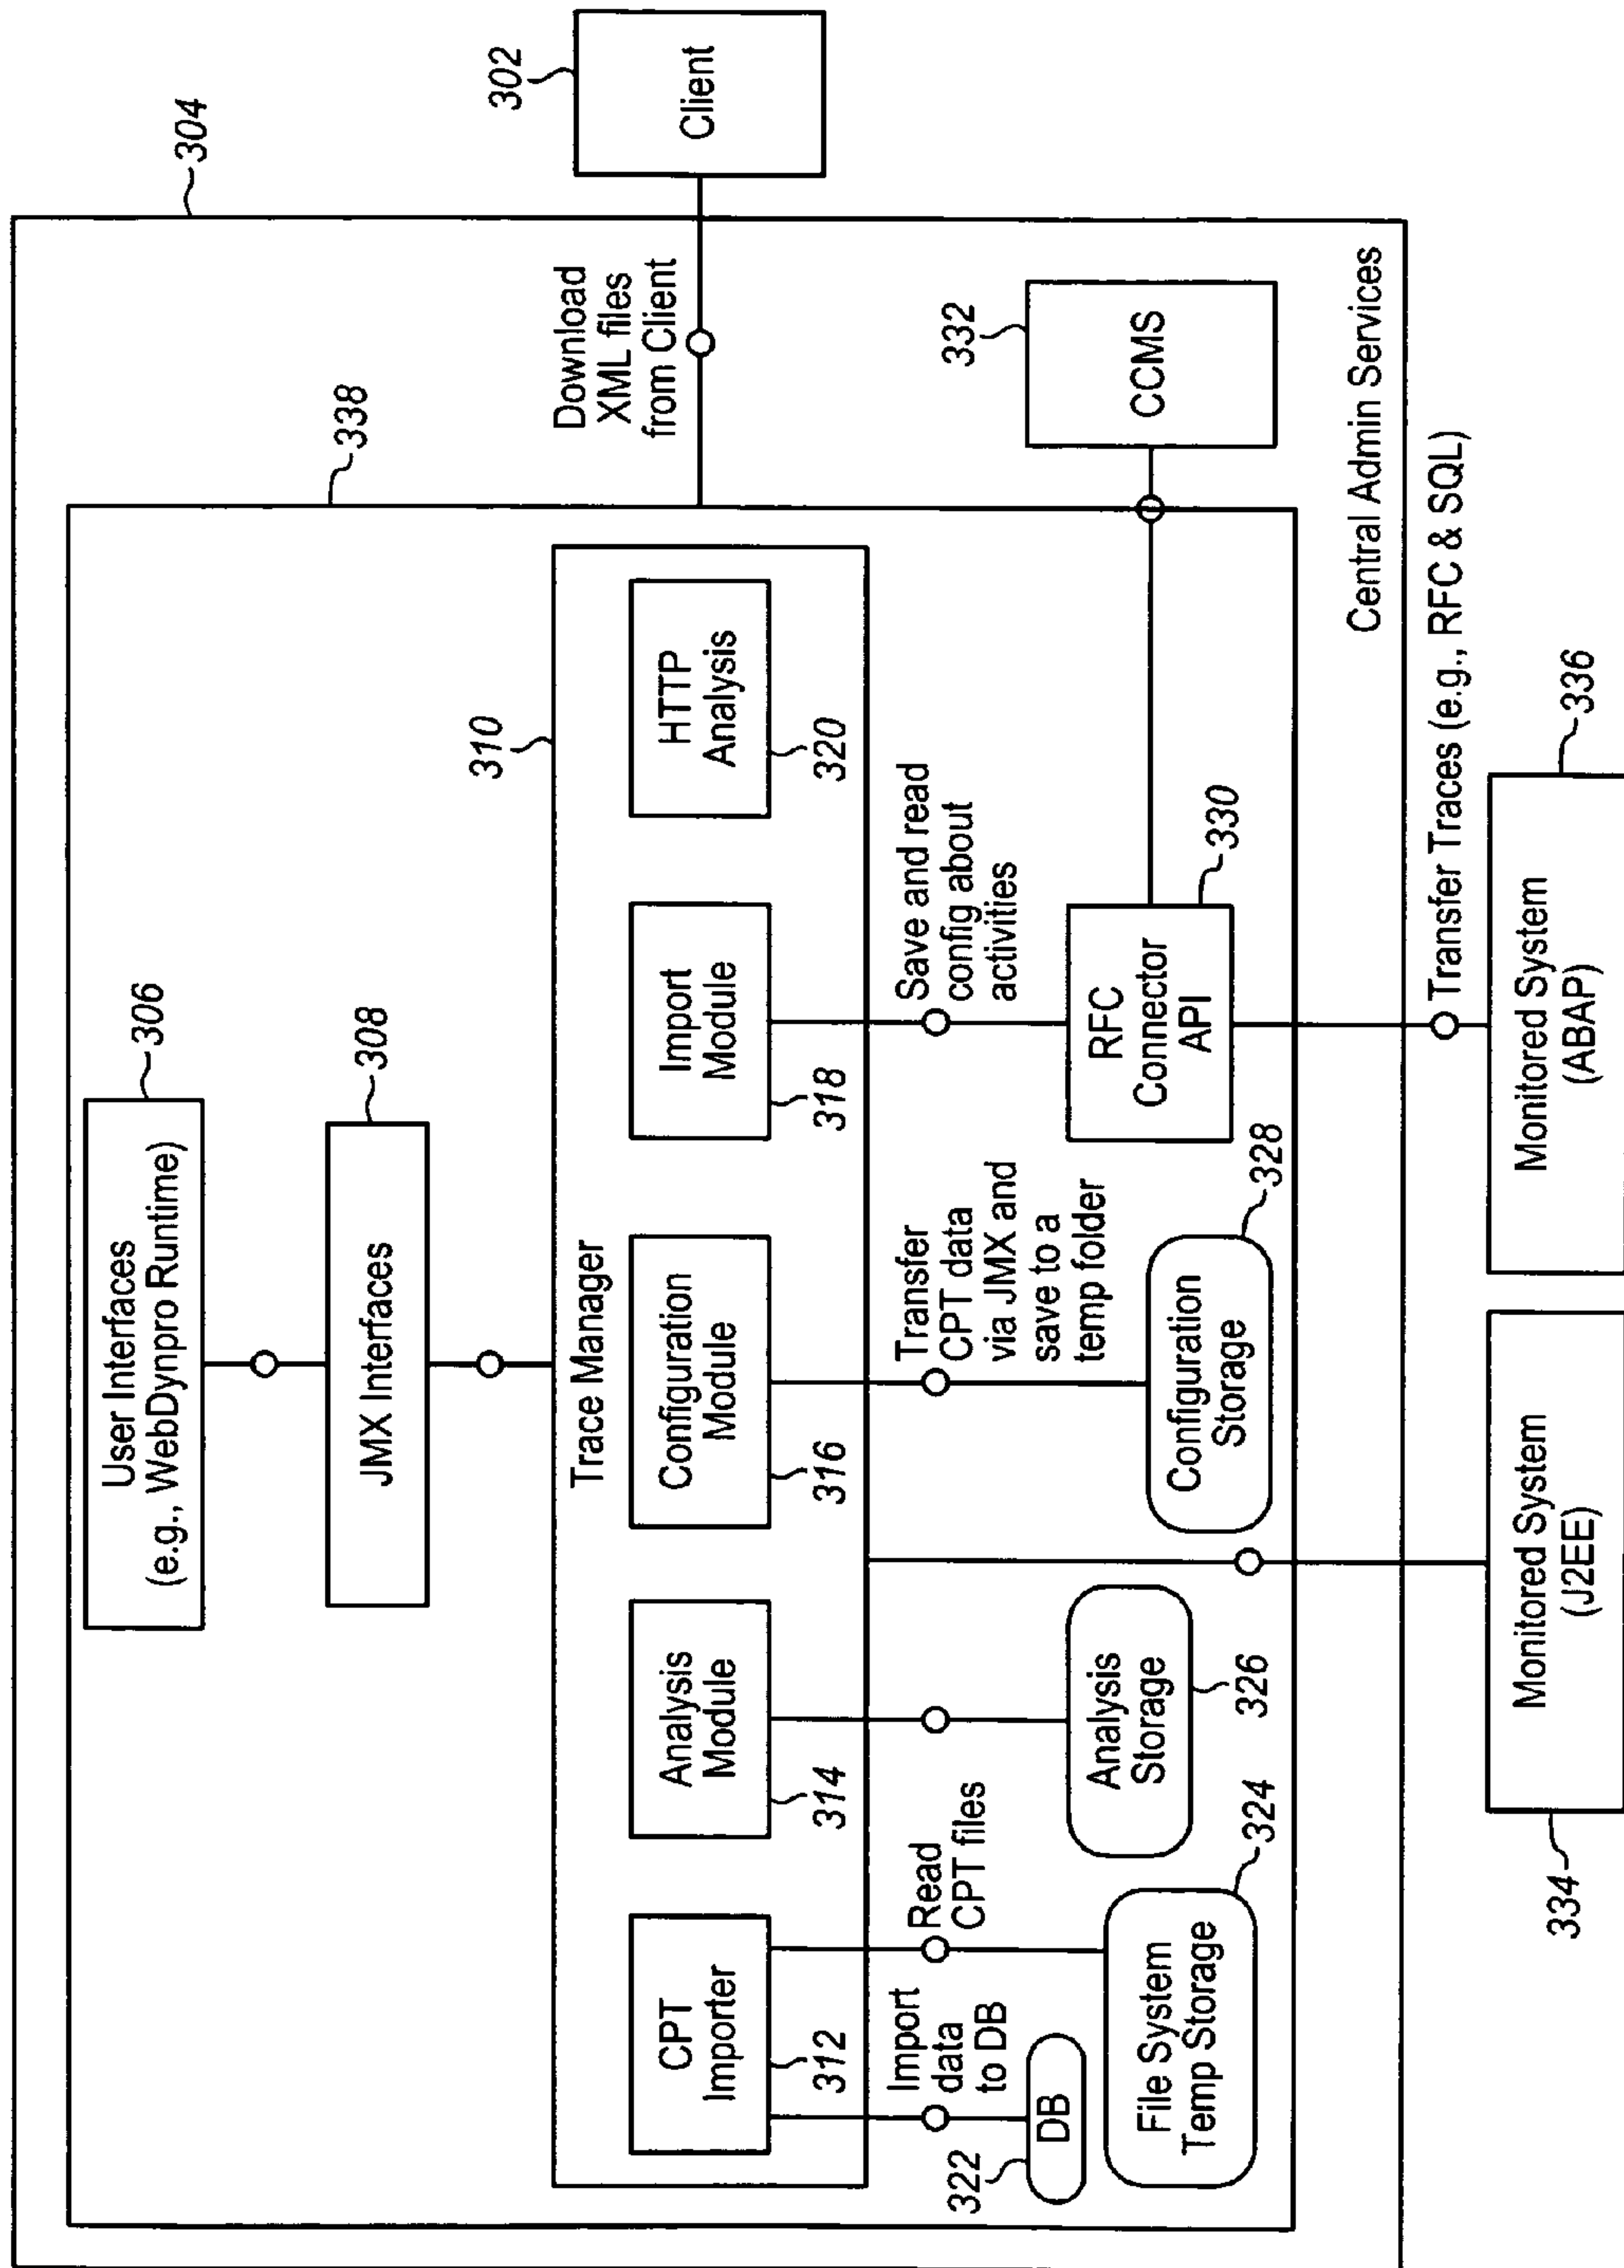 304
338
User Interfaces
(e.g., WebDynpro Runtime)
306
JMX Interfaces
308
310
Trace Manager
CPT
Importer
312
Analysis
Module
314
Configuration
Module
316
Import
Module
318
HTTP
Analysis
320
Download
XML files
from Client
302
Client
Import
data
to DB
Read
CPT files
Transfer
CPT data
via JMX and
save to a
temp folder
Save and read
config about
activities
322
DB
File System
Temp Storage
324
Analysis
Storage
326
Configuration
Storage
328
RFC
Connector
API
330
332
CCMS
Central Admin Services
Transfer Traces (e.g., RFC & SQL)
334
Monitored System
(J2EE)
Monitored System
(ABAP)
336